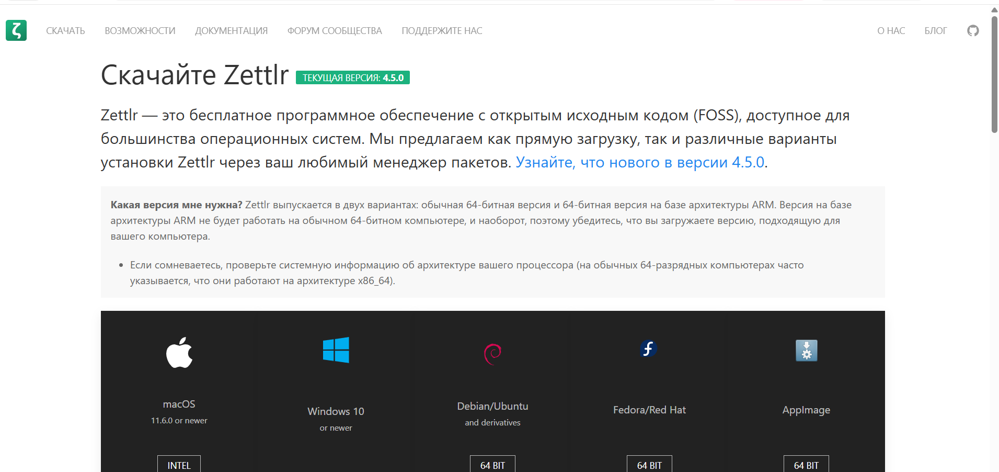 СКАЧАТЬ ВОЗМОЖНОСТИ ДОКУМЕНТАЦИЯ ФОРУМ СООБЩЕСТВА ПОДДЕРЖИТЕ НАС О НАС БЛОГ
Скачайте Zettlr ТЕКУЩАЯ ВЕРСИЯ: 4.5.0
Zettlr — это бесплатное программное обеспечение с открытым исходным кодом (FOSS), доступное для
большинства операционных систем. Мы предлагаем как прямую загрузку, так и различные варианты
установки Zettlr через ваш любимый менеджер пакетов. Узнайте, что нового в версии 4.5.0.
Какая версия мне нужна? Zettlr выпускается в двух вариантах: обычная 64-битная версия и 64-битная версия на базе архитектуры ARM. Версия на базе
архитектуры ARM не будет работать на обычном 64-битном компьютере, и наоборот, поэтому убедитесь, что вы загружаете версию, подходящую для
вашего компьютера.
• Если сомневаетесь, проверьте системную информацию об архитектуре вашего процессора (на обычных 64-разрядных компьютерах часто
указывается, что они работают на архитектуре x86_64).
macOS
11.6.0 or newer
INTEL
Windows 10
or newer
Debian/Ubuntu
and derivatives
64 BIT
Fedora/Red Hat
64 BIT
AppImage
64 BIT